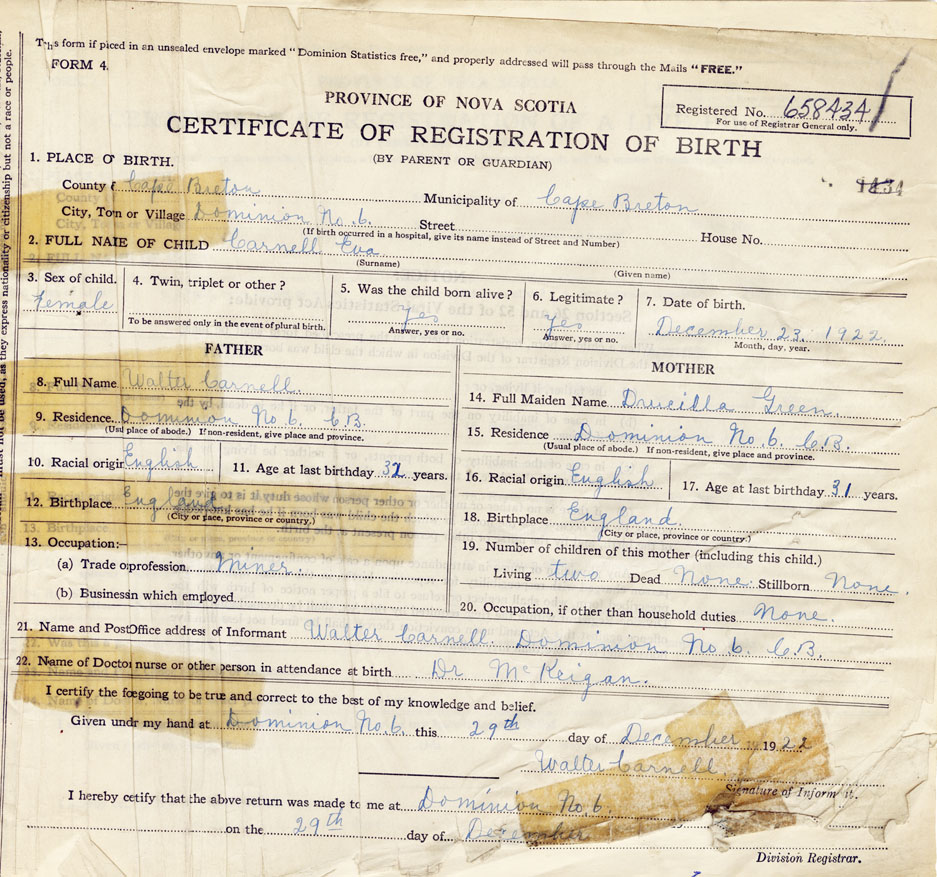 This form if placed in an unsealed envelope marked "Dominion Statistics free," and properly addressed will pass through the Mails "FREE."
FORM 4.
PROVINCE OF NOVA SCOTIA
Registered No. 658434
For use of Registrar General only.
CERTIFICATE OF REGISTRATION OF BIRTH
(BY PARENT OR GUARDIAN)
1. PLACE O' BIRTH.
County Cape Breton Municipality of Cape Breton
City, Town or Village Dominion No. 6. Street House No.
(If birth occurred in a hospital, give its name instead of Street and Number)
2. FULL NAME OF CHILD Carnell Eva
(Surname) (Given name)
3. Sex of child. 4. Twin, triplet or other? 5. Was the child born alive? 6. Legitimate? 7. Date of birth.
Female yes yes December 23. 1922.
To be answered only in the event of plural birth. Answer, yes or no. Answer, yes or no. Month, day, year.
FATHER
8. Full Name Walter Carnell.
9. Residence. Dominion No. 6. C.B.
(Usual place of abode.) If non-resident, give place and province.
10. Racial origin English 11. Age at last birthday 32 years.
12. Birthplace England
(City or place, province or country.)
13. Occupation:–
(a) Trade or profession Miner.
(b) Business in which employed
MOTHER
14. Full Maiden Name Drucilla Green.
15. Residence Dominion No. 6. C.B.
(Usual place of abode.) If non-resident, give place and province.
16. Racial origin English 17. Age at last birthday 31 years.
18. Birthplace England.
(City or place, province or country.)
19. Number of children of this mother (including this child.)
Living two Dead None. Stillborn None.
20. Occupation, if other than household duties None.
21. Name and Post Office address of Informant Walter Carnell. Dominion No 6. C.B.
22. Name of Doctor nurse or other person in attendance at birth Dr McKeigan.
I certify the foregoing to be true and correct to the best of my knowledge and belief.
Given under my hand at Dominion No. 6. this 29th day of December 1922
Walter Carnell
Signature of Informant.
I hereby certify that the above return was made to me at Dominion No 6.
on the 29th day of December
Division Registrar.